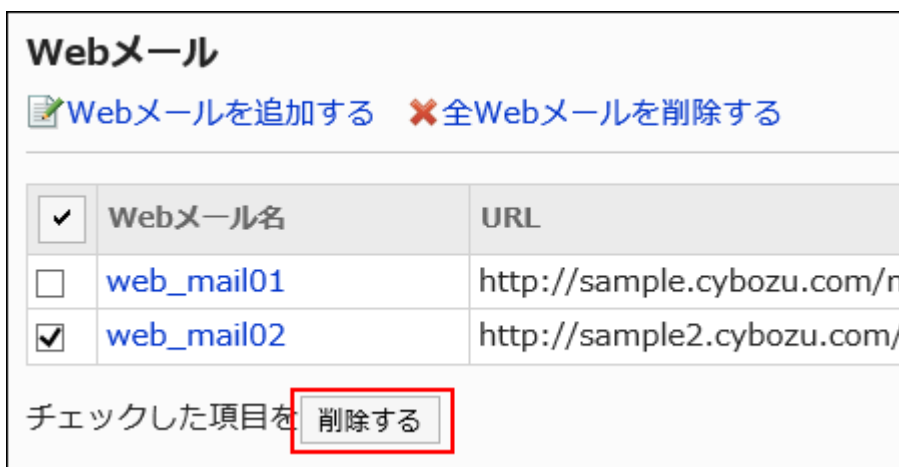 Webメール
Webメールを追加する 全Webメールを削除する
Webメール名 URL
web_mail01 http://sample.cybozu.com/
web_mail02 http://sample2.cybozu.com/
チェックした項目を 削除する